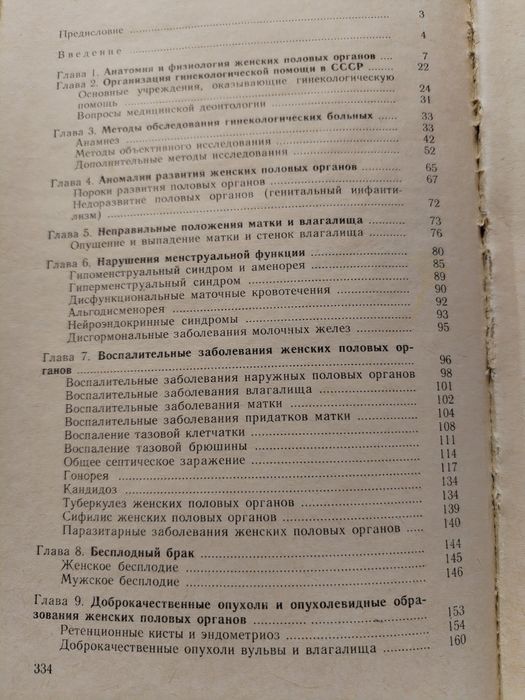 Предисловие ..... 3
Введение ..... 4
Глава 1. Анатомия и физиология женских половых органов ..... 7
Глава 2. Организация гинекологической помощи в СССР ..... 22
Основные учреждения, оказывающие гинекологическую
помощь ..... 24
Вопросы медицинской деонтологии ..... 31
Глава 3. Методы обследования гинекологических больных ..... 33
Анамнез ..... 33
Методы объективного исследования ..... 42
Дополнительные методы исследования ..... 52
Глава 4. Аномалии развития женских половых органов ..... 65
Пороки развития половых органов ..... 67
Недоразвитие половых органов (генитальный инфанти-
лизм) ..... 72
Глава 5. Неправильные положения матки и влагалища ..... 73
Опущение и выпадение матки и стенок влагалища ..... 76
Глава 6. Нарушения менструальной функции ..... 80
Гипоменструальный синдром и аменорея ..... 85
Гиперменструальный синдром ..... 89
Дисфункциональные маточные кровотечения ..... 90
Альгодисменорея ..... 92
Нейроэндокринные синдромы ..... 93
Дисгормональные заболевания молочных желез ..... 95
Глава 7. Воспалительные заболевания женских половых ор-
ганов ..... 96
Воспалительные заболевания наружных половых органов 98
Воспалительные заболевания влагалища ..... 101
Воспалительные заболевания матки ..... 102
Воспалительные заболевания придатков матки ..... 104
Воспаление тазовой клетчатки ..... 108
Воспаление тазовой брюшины ..... 111
Общее септическое заражение ..... 114
Гонорея ..... 117
Кандидоз ..... 134
Туберкулез женских половых органов ..... 134
Сифилис женских половых органов ..... 139
Паразитарные заболевания женских половых органов ..... 140
Глава 8. Бесплодный брак ..... 144
Женское бесплодие ..... 145
Мужское бесплодие ..... 146
Глава 9. Доброкачественные опухоли и опухолевидные обра-
зования женских половых органов ..... 153
Ретенционные кисты и эндометриоз ..... 154
Доброкачественные опухоли вульвы и влагалища ..... 160
334